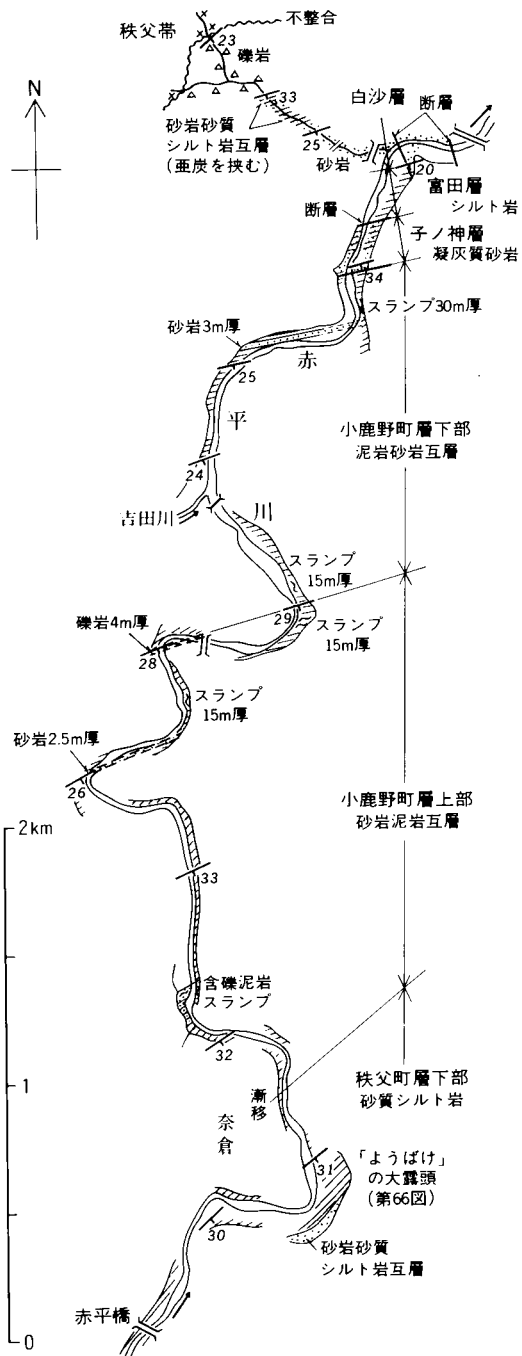 秩父帯
23
不整合
礫岩
N
33
白沙層
断層
砂岩砂質
シルト岩互層
(亜炭を挟む)
25
砂岩
20
富田層
シルト岩
断層
子ノ神層
凝灰質砂岩
34
スランプ30m厚
砂岩3m厚
赤
25
平
小鹿野町層下部
泥岩砂岩互層
24
吉田川
川
スランプ
15m厚
29
スランプ
15m厚
礫岩4m厚
28
スランプ
15m厚
砂岩2.5m厚
26
小鹿野町層上部
砂岩泥岩互層
2km
33
含礫泥岩
スランプ
32
1
漸移
秩父町層下部
砂質シルト岩
奈倉
31
「ようばけ」
の大露頭
(第66図)
30
砂岩砂質
シルト岩互層
赤平橋
0